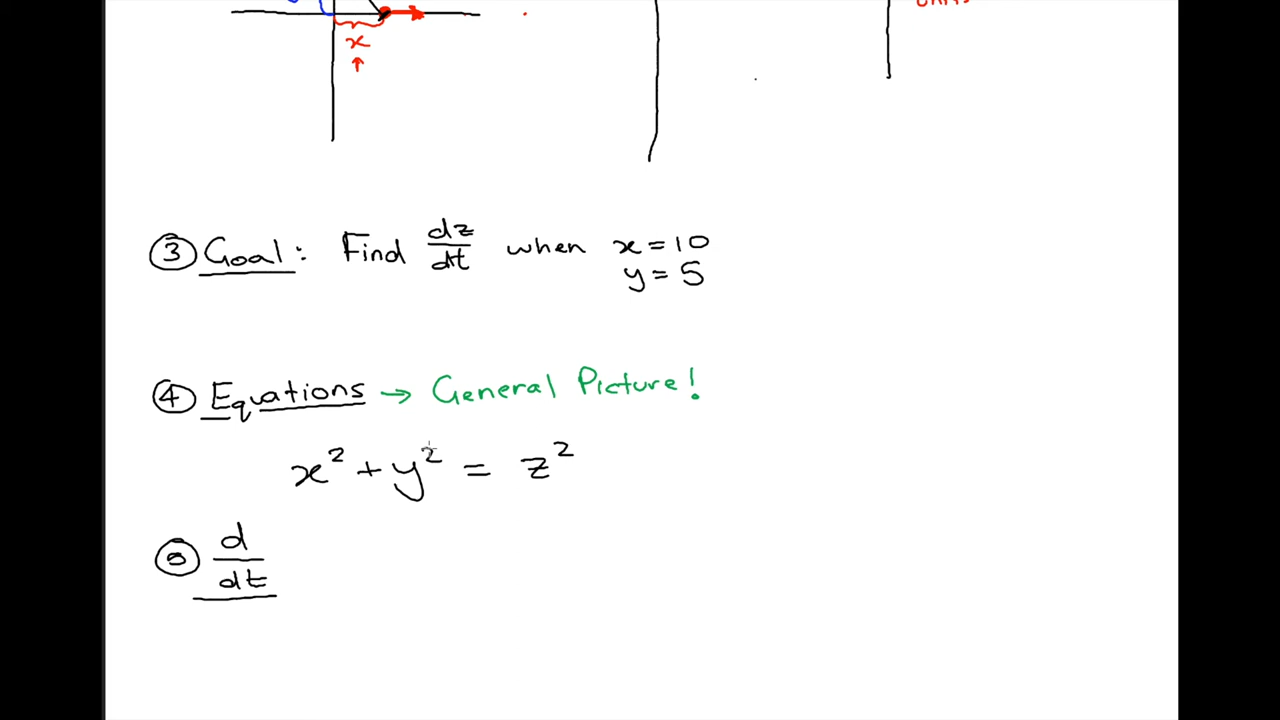 x
↑
③ Goal: Find dz/dt when x = 10
y = 5
④ Equations → General Picture!
x² + y² = z²
⑤ d/dt